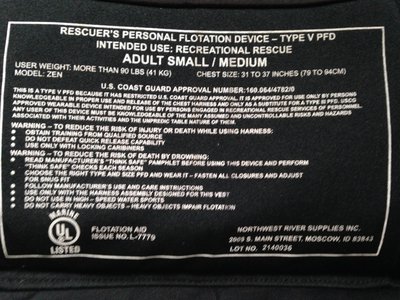 RESCUER'S PERSONAL FLOTATION DEVICE – TYPE V PFD
INTENDED USE: RECREATIONAL RESCUE
ADULT SMALL / MEDIUM
USER WEIGHT: MORE THAN 90 LBS (41 KG)
CHEST SIZE: 31 TO 37 INCHES (79 TO 94CM)
MODEL: ZEN
U.S. COAST GUARD APPROVAL NUMBER:160.064/4782/0
THIS IS A TYPE V PFD BECAUSE IT HAS RESTRICTED U.S. COAST GUARD APPROVAL. IT IS APPROVED FOR USE ONLY BY PERSONS
KNOWLEDGEABLE IN PROPER USE AND RELEASE OF THE CHEST HARNESS AND ONLY AS A SUBSTITUTE FOR A TYPE III PFD. USCG
APPROVED WEARABLE DEVICE INTENDED FOR USE BY PERSONS ENGAGED IN RECREATIONAL RESCUE SERVICES OF PERSONNEL.
ANY USER OF THE DEVICE MUST BE KNOWLEDGEABLE OF THE MANY ASSOCIATED UNCONTROLLABLE RISKS AND HAZARDS
ASSOCIATED WITH THEIR ACTIVITIES AND THE UNPREDICTABLE NATURE OF THEM.
WARNING – TO REDUCE THE RISK OF INJURY OR DEATH WHILE USING HARNESS:
• OBTAIN TRAINING FROM QUALIFIED SOURCE
• DO NOT DEFEAT QUICK RELEASE CAPABILITY
• USE ONLY WITH LOCKING CARIBINERS
WARNING – TO REDUCE THE RISK OF DEATH BY DROWNING:
• READ MANUFACTURER'S "THINK SAFE" PAMPHLET BEFORE USING THIS DEVICE AND PERFORM
"THINK SAFE" CHECKS EACH SEASON
• CHOOSE THE RIGHT TYPE AND SIZE PFD AND WEAR IT – FASTEN ALL CLOSURES AND ADJUST
FOR SNUG FIT
• FOLLOW MANUFACTURER'S USE AND CARE INSTRUCTIONS
• USE ONLY WITH THE HARNESS ASSEMBLY DESIGNED FOR THIS VEST
• DO NOT USE IN HIGH – SPEED WATER SPORTS
• DO NOT CARRY HEAVY OBJECTS – HEAVY OBJECTS IMPAIR FLOTATION
MARINE
UL
LISTED
FLOTATION AID
ISSUE NO. L-7779
NORTHWEST RIVER SUPPLIES INC.
2009 S. MAIN STREET, MOSCOW, ID 83843
LOT NO. 2140036